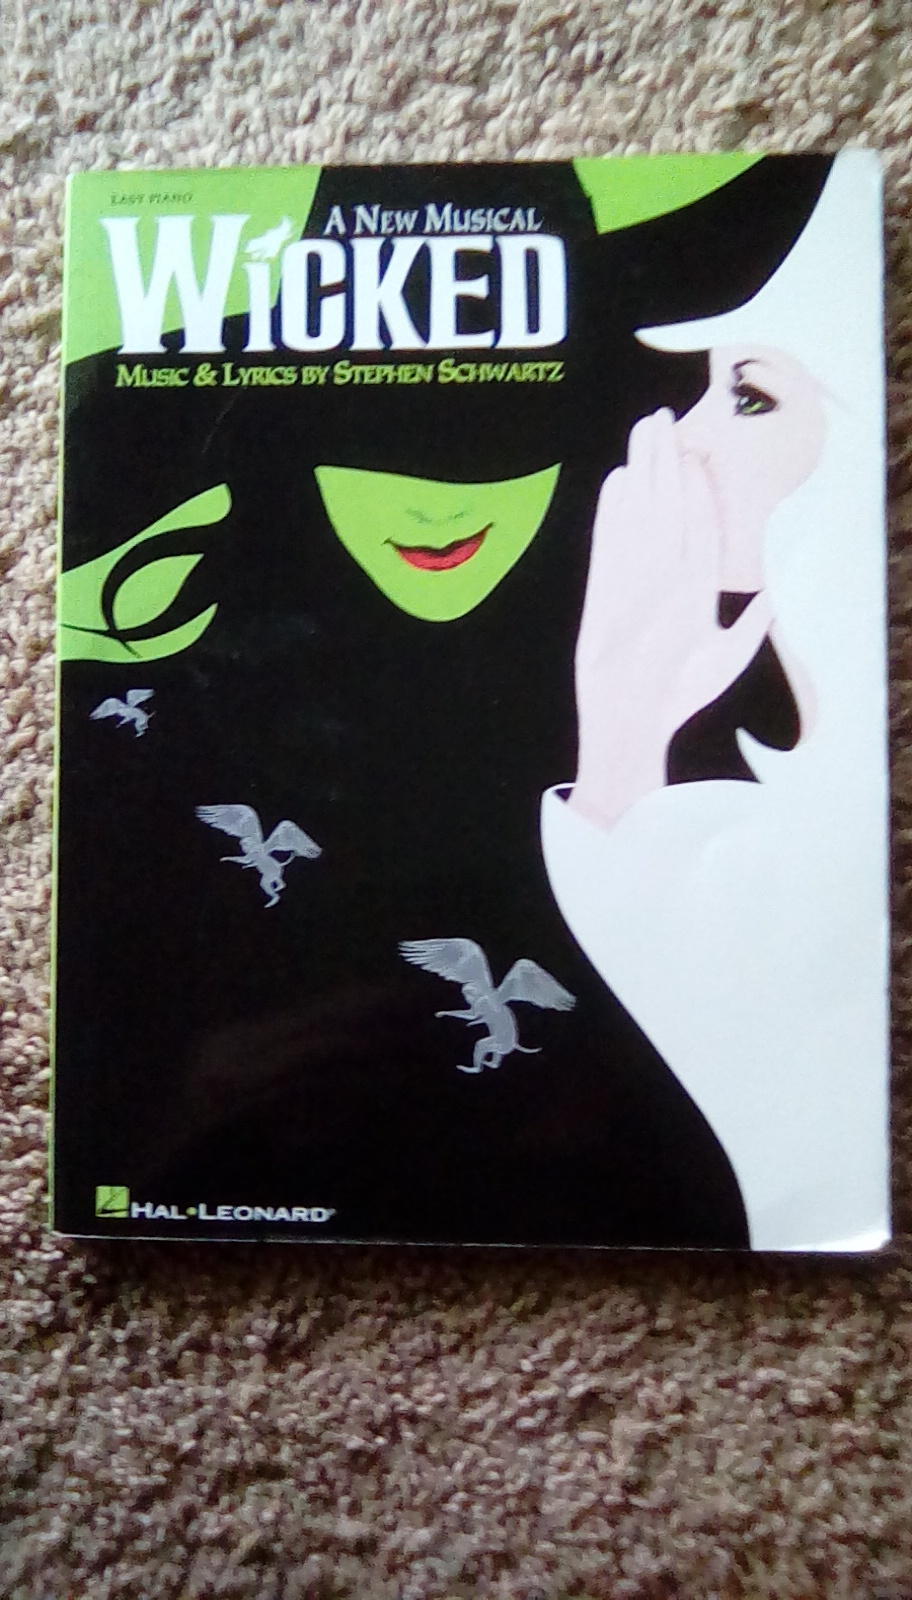 EASY PIANO
A NEW MUSICAL
WICKED
MUSIC & LYRICS BY STEPHEN SCHWARTZ
HAL•LEONARD®